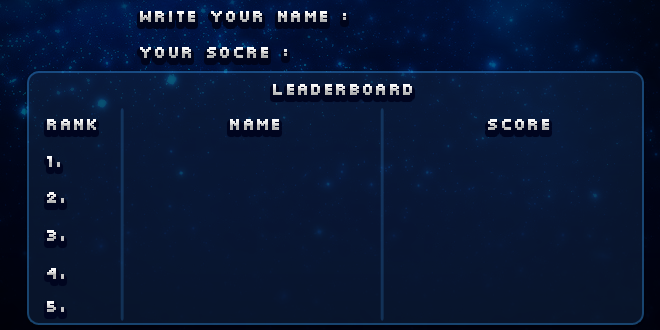 WRITE YOUR NAME :
YOUR SOCRE :
LEADERBOARD
RANK NAME SCORE
1.
2.
3.
4.
5.